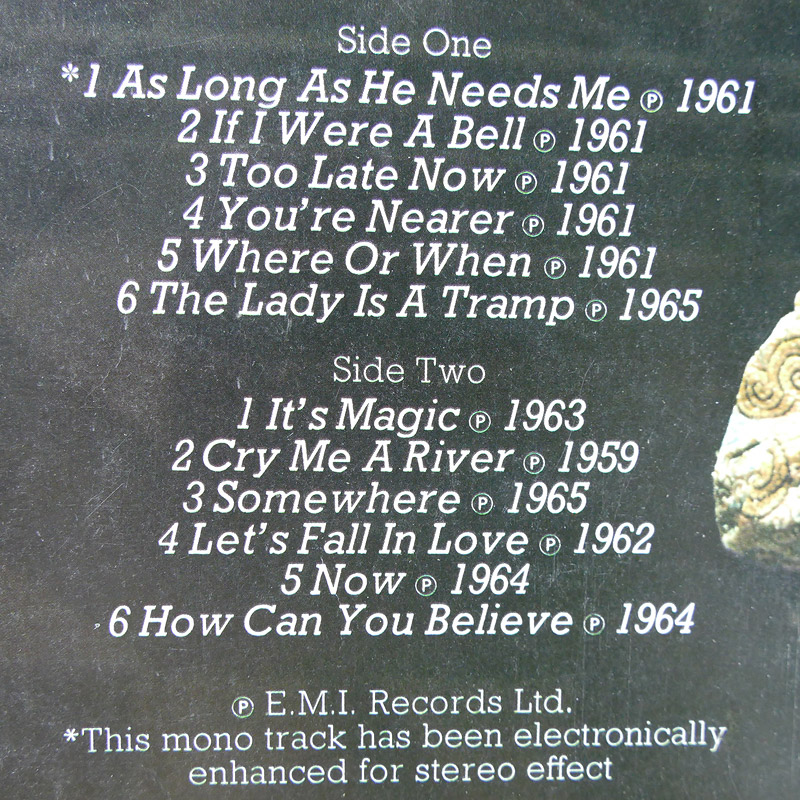 Side One
*1 As Long As He Needs Me ℗ 1961
2 If I Were A Bell ℗ 1961
3 Too Late Now ℗ 1961
4 You're Nearer ℗ 1961
5 Where Or When ℗ 1961
6 The Lady Is A Tramp ℗ 1965
Side Two
1 It's Magic ℗ 1963
2 Cry Me A River ℗ 1959
3 Somewhere ℗ 1965
4 Let's Fall In Love ℗ 1962
5 Now ℗ 1964
6 How Can You Believe ℗ 1964
℗ E.M.I. Records Ltd.
*This mono track has been electronically
enhanced for stereo effect